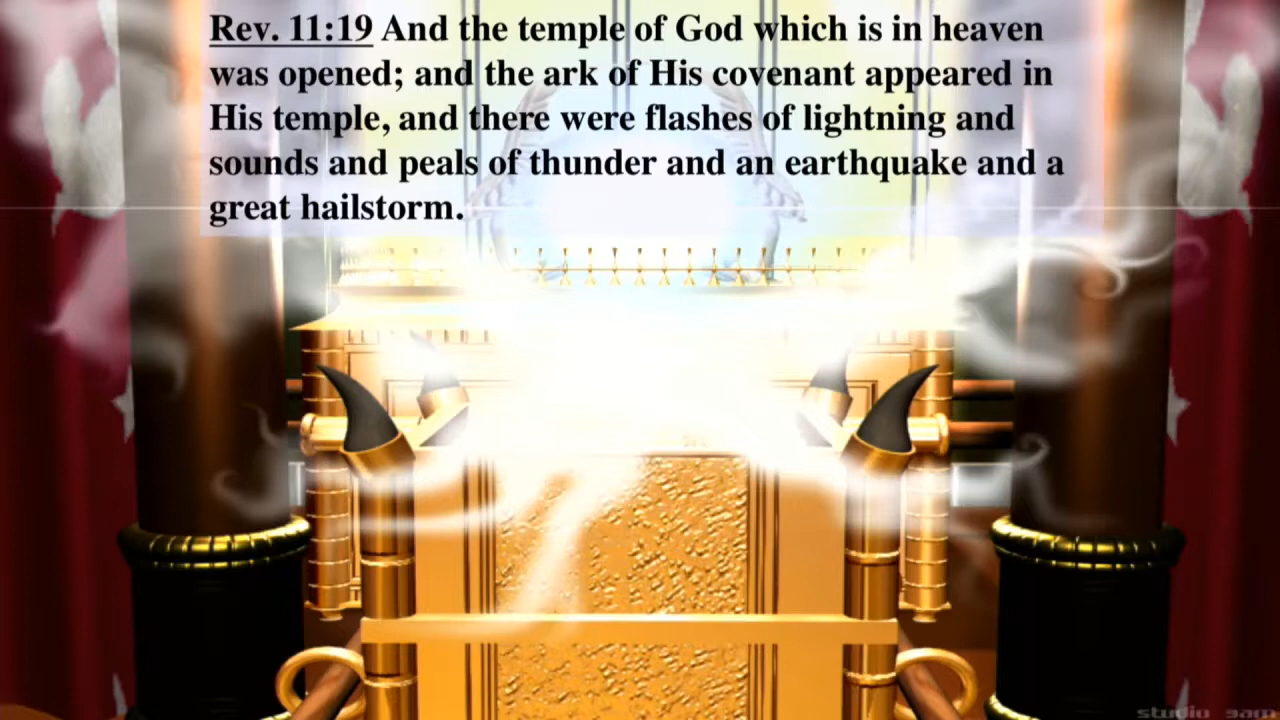 Rev. 11:19 And the temple of God which is in heaven
was opened; and the ark of His covenant appeared in
His temple, and there were flashes of lightning and
sounds and peals of thunder and an earthquake and a
great hailstorm.
studio